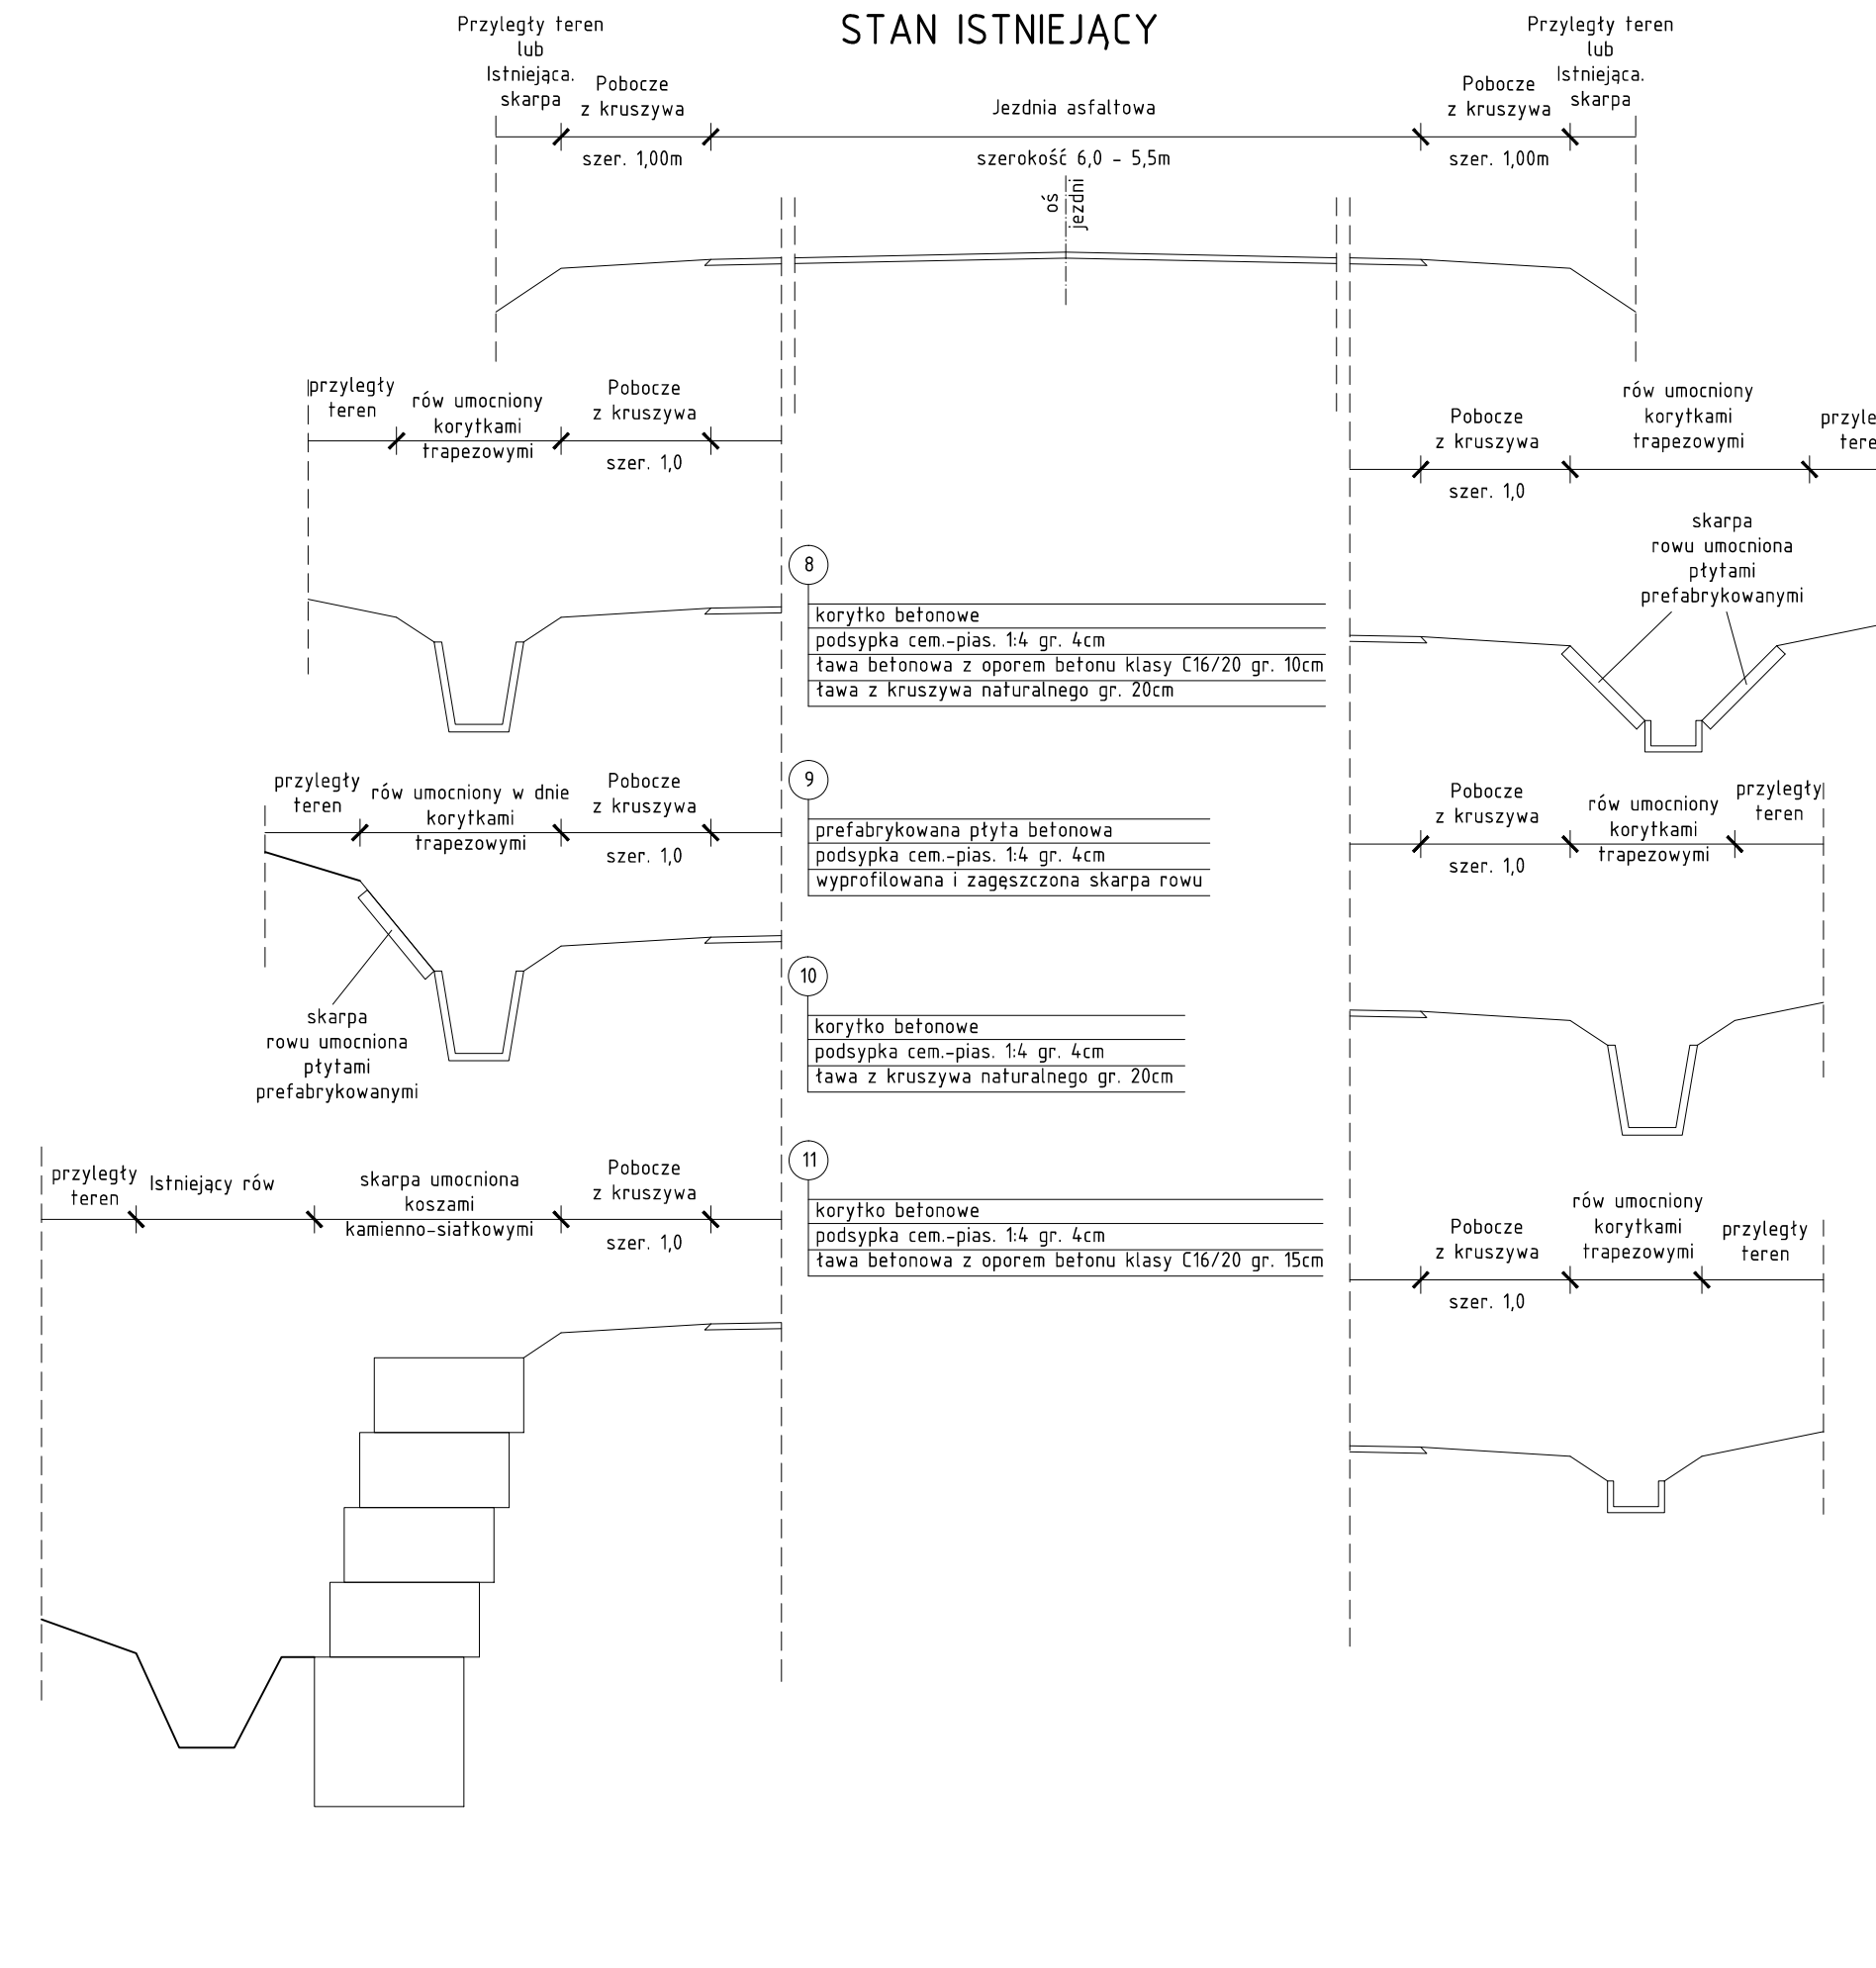 STAN ISTNIEJĄCY
Przyległy teren
lub
Istniejąca.
skarpa
Pobocze
z kruszywa
szer. 1,00m
Jezdnia asfaltowa
szerokość 6,0 - 5,5m
oś
jezdni
Pobocze
z kruszywa
szer. 1,00m
Przyległy teren
lub
Istniejąca.
skarpa
przyległy
teren
rów umocniony
korytkami
trapezowymi
Pobocze
z kruszywa
szer. 1,0
Pobocze
z kruszywa
szer. 1,0
rów umocniony
korytkami
trapezowymi
skarpa
rowu umocniona
płytami
prefabrykowanymi
8
korytko betonowe
podsypka cem.-pias. 1:4 gr. 4cm
ława betonowa z oporem betonu klasy C16/20 gr. 10cm
ława z kruszywa naturalnego gr. 20cm
przyległy
teren
rów umocniony w dnie
korytkami
trapezowymi
Pobocze
z kruszywa
szer. 1,0
skarpa
rowu umocniona
płytami
prefabrykowanymi
9
prefabrykowana płyta betonowa
podsypka cem.-pias. 1:4 gr. 4cm
wyprofilowana i zagęszczona skarpa rowu
Pobocze
z kruszywa
szer. 1,0
rów umocniony
korytkami
trapezowymi
przyległy
teren
10
korytko betonowe
podsypka cem.-pias. 1:4 gr. 4cm
ława z kruszywa naturalnego gr. 20cm
przyległy
teren
Istniejący rów
skarpa umocniona
koszami
kamienno-siatkowymi
Pobocze
z kruszywa
szer. 1,0
11
korytko betonowe
podsypka cem.-pias. 1:4 gr. 4cm
ława betonowa z oporem betonu klasy C16/20 gr. 15cm
Pobocze
z kruszywa
szer. 1,0
rów umocniony
korytkami
trapezowymi
przyległy
teren